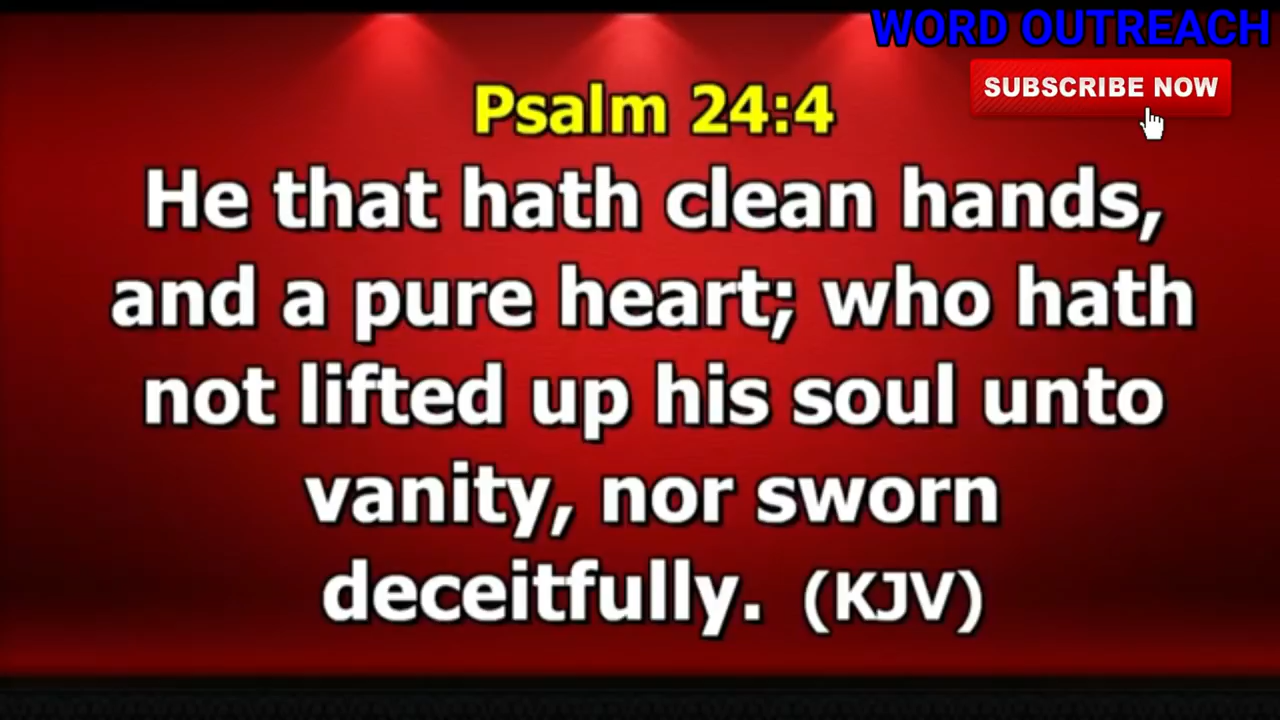 WORD OUTREACH
SUBSCRIBE NOW
Psalm 24:4
He that hath clean hands,
and a pure heart; who hath
not lifted up his soul unto
vanity, nor sworn
deceitfully. (KJV)